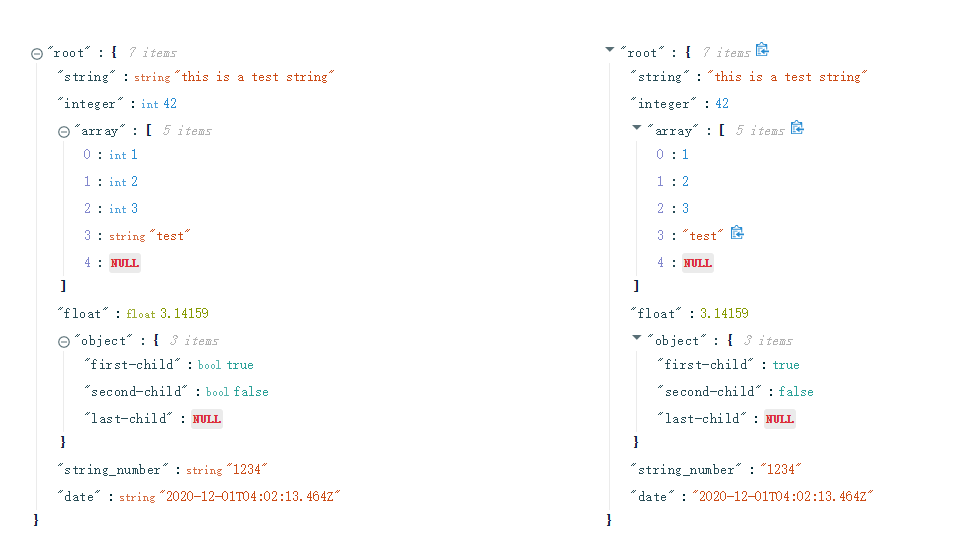 "root" : { 7 items
"string" : string "this is a test string"
"integer" : int 42
"array" : [ 5 items
0 : int 1
1 : int 2
2 : int 3
3 : string "test"
4 : NULL
]
"float" : float 3.14159
"object" : { 3 items
"first-child" : bool true
"second-child" : bool false
"last-child" : NULL
}
"string_number" : string "1234"
"date" : string "2020-12-01T04:02:13.464Z"
}
"root" : { 7 items
"string" : "this is a test string"
"integer" : 42
"array" : [ 5 items
0 : 1
1 : 2
2 : 3
3 : "test"
4 : NULL
]
"float" : 3.14159
"object" : { 3 items
"first-child" : true
"second-child" : false
"last-child" : NULL
}
"string_number" : "1234"
"date" : "2020-12-01T04:02:13.464Z"
}